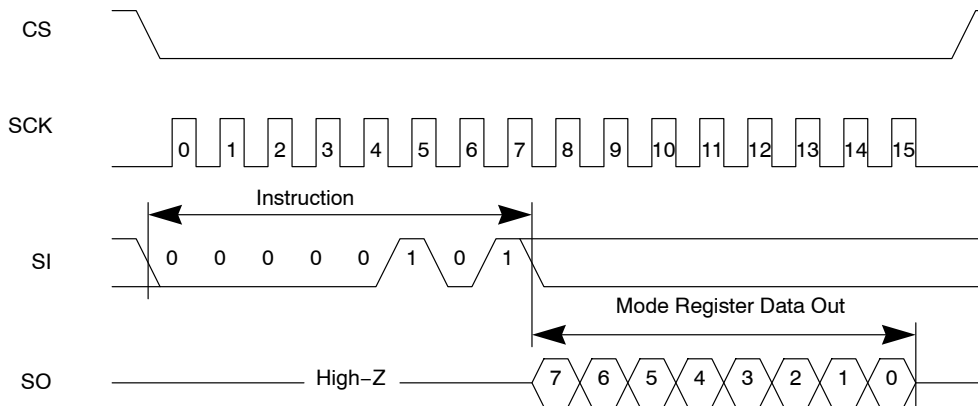 CS
SCK
0 1 2 3 4 5 6 7 8 9 10 11 12 13 14 15
Instruction
SI
0 0 0 0 0 1 0 1
Mode Register Data Out
SO
High−Z
7 6 5 4 3 2 1 0